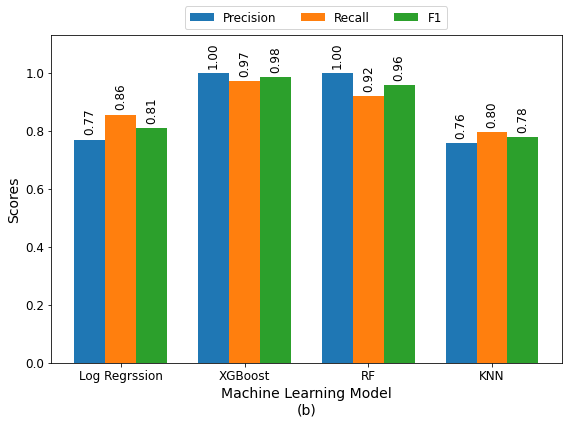 Precision Recall F1
0.77 0.86 0.81 1.00 0.97 0.98 1.00 0.92 0.96 0.76 0.80 0.78
1.0
0.8
0.6
0.4
0.2
0.0
Scores
Log Regrssion XGBoost RF KNN
Machine Learning Model
(b)